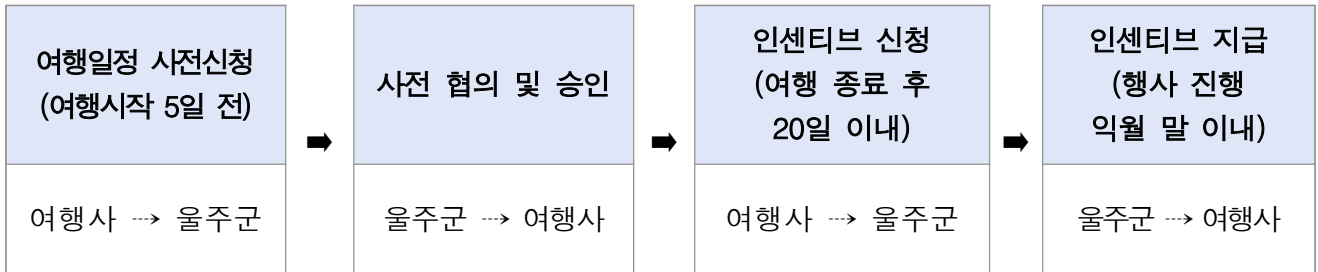 여행일정 사전신청
(여행시작 5일 전)
여행사 ⤏ 울주군
➡
사전 협의 및 승인
울주군 ⤏ 여행사
➡
인센티브 신청
(여행 종료 후
20일 이내)
여행사 ⤏ 울주군
➡
인센티브 지급
(행사 진행
익월 말 이내)
울주군 ⤏ 여행사